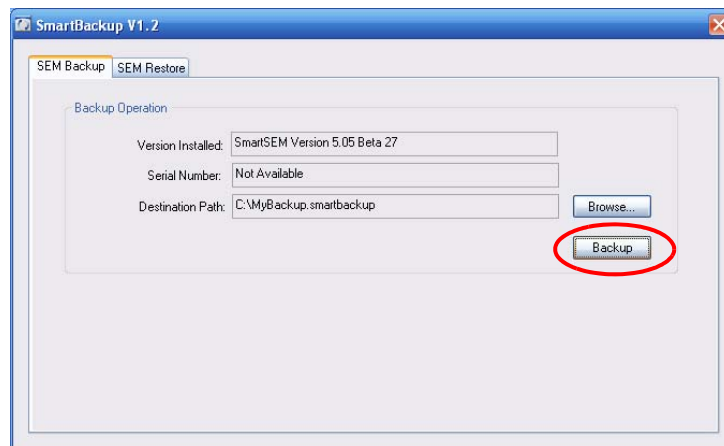 SmartBackup V1.2
SEM Backup SEM Restore
Backup Operation
Version Installed: SmartSEM Version 5.05 Beta 27
Serial Number: Not Available
Destination Path: C:\MyBackup.smartbackup Browse...
Backup